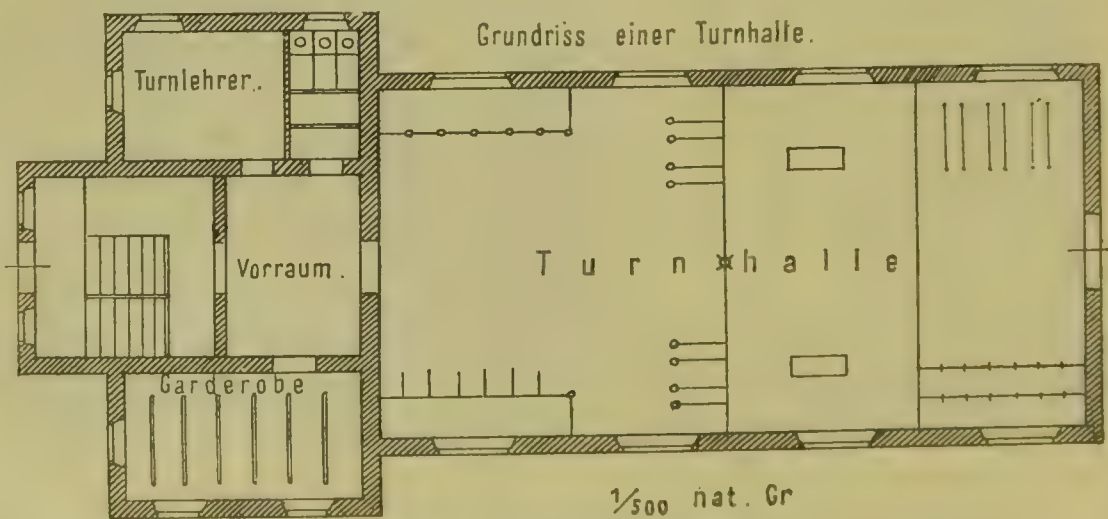 Grundriss einer Turnhalle.
Turnlehrer.
Vorraum.
Turnhalle
Garderobe
1/500 nat. Gr